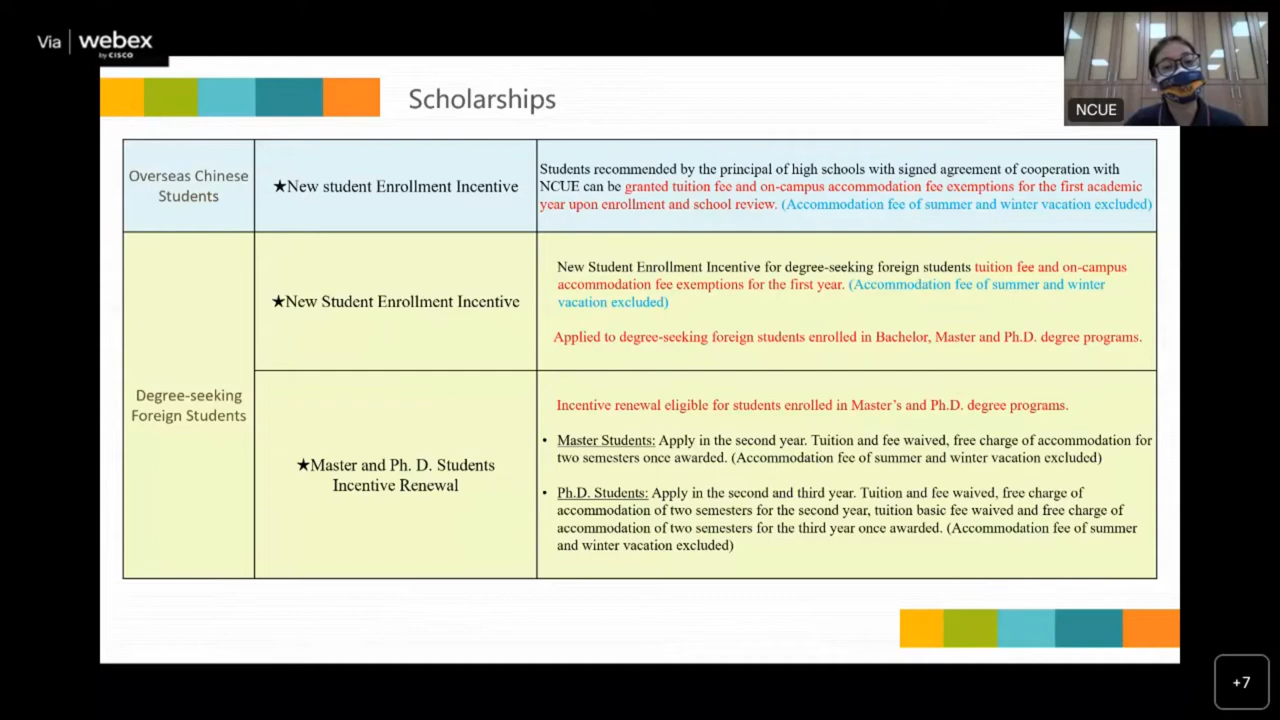 Via webex
by CISCO
NCUE
Scholarships
Overseas Chinese
Students
★New student Enrollment Incentive
Students recommended by the principal of high schools with signed agreement of cooperation with
NCUE can be granted tuition fee and on-campus accommodation fee exemptions for the first academic
year upon enrollment and school review. (Accommodation fee of summer and winter vacation excluded)
Degree-seeking
Foreign Students
★New Student Enrollment Incentive
New Student Enrollment Incentive for degree-seeking foreign students tuition fee and on-campus
accommodation fee exemptions for the first year. (Accommodation fee of summer and winter
vacation excluded)
Applied to degree-seeking foreign students enrolled in Bachelor, Master and Ph.D. degree programs.
★Master and Ph. D. Students
Incentive Renewal
Incentive renewal eligible for students enrolled in Master’s and Ph.D. degree programs.
• Master Students: Apply in the second year. Tuition and fee waived, free charge of accommodation for
two semesters once awarded. (Accommodation fee of summer and winter vacation excluded)
• Ph.D. Students: Apply in the second and third year. Tuition and fee waived, free charge of
accommodation of two semesters for the second year, tuition basic fee waived and free charge of
accommodation of two semesters for the third year once awarded. (Accommodation fee of summer
and winter vacation excluded)
+7